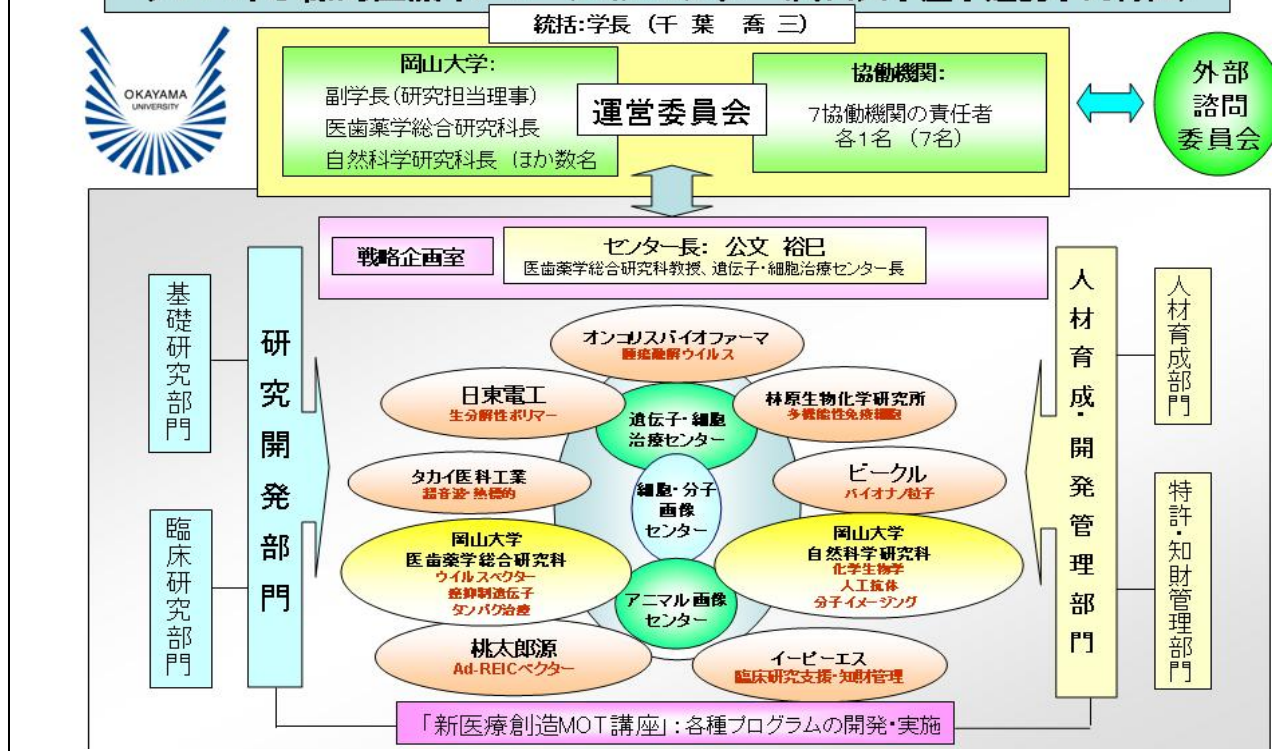 統括:学長 (千 葉 喬 三)
OKAYAMA
UNIVERSITY
岡山大学:
副学長(研究担当理事)
医歯薬学総合研究科長
自然科学研究科長 ほか数名
運営委員会
協働機関:
7協働機関の責任者
各1名 (7名)
外部
諮問
委員会
戦略企画室
センター長: 公文 裕巳
医歯薬学総合研究科教授、遺伝子・細胞治療センター長
基礎研究部門
臨床研究部門
研究開発部門
オンコリスバイオファーマ
腫瘍融解ウイルス
日東電工
生分解性ポリマー
林原生物化学研究所
多機能性免疫細胞
遺伝子・細胞
治療センター
タカイ医科工業
超音波・熱標的
細胞・分子
画像
センター
ビークル
バイオナノ粒子
岡山大学
医歯薬学総合研究科
ウイルスベクター
癌抑制遺伝子
タンパク治療
岡山大学
自然科学研究科
化学生物学
人工抗体
分子イメージング
アニマル画像
センター
桃太郎源
Ad-REICベクター
イーピーエス
臨床研究支援・知財管理
人材育成・開発管理部門
人材育成部門
特許・知財管理部門
「新医療創造MOT講座」:各種プログラムの開発・実施